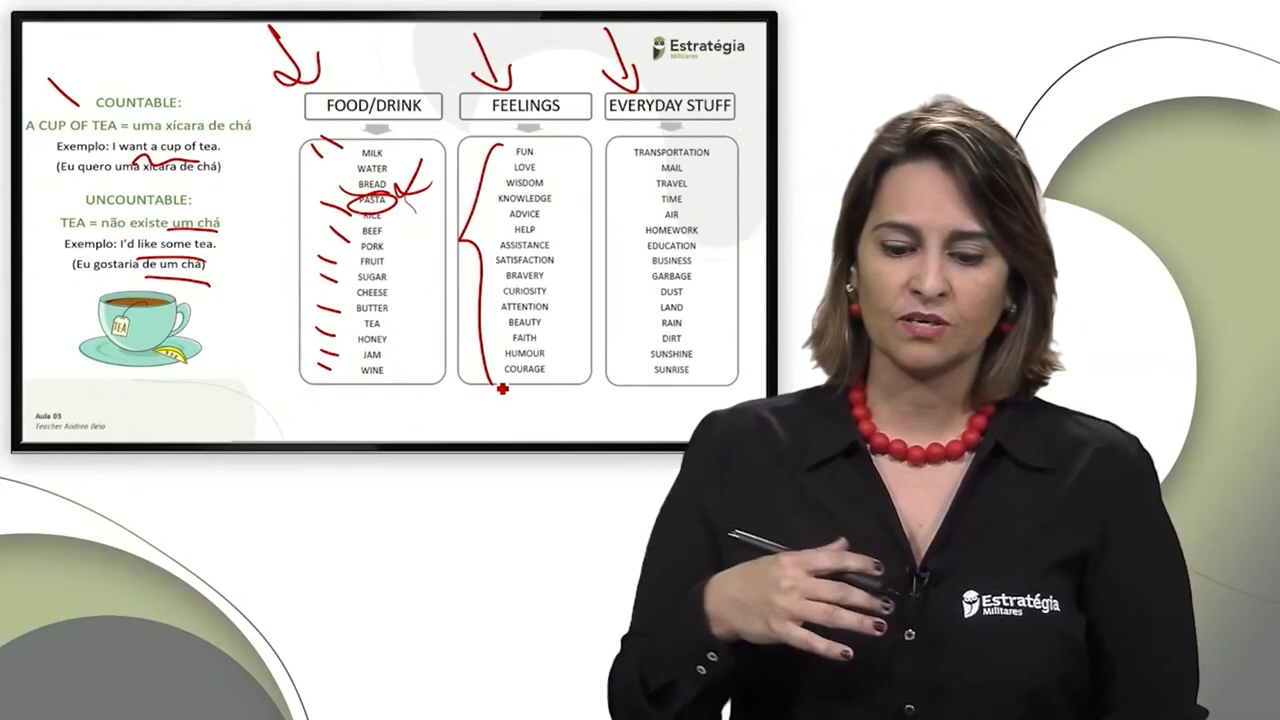 Estratégia
Militares
COUNTABLE:
A CUP OF TEA = uma xícara de chá
Exemplo: I want a cup of tea.
(Eu quero uma xícara de chá)
UNCOUNTABLE:
TEA = não existe um chá
Exemplo: I'd like some tea.
(Eu gostaria de um chá)
TEA
Aula 03
Teacher Andrea Belo
FOOD/DRINK
MILK
WATER
BREAD
PASTA
RICE
BEEF
PORK
FRUIT
SUGAR
CHEESE
BUTTER
TEA
HONEY
JAM
WINE
FEELINGS
FUN
LOVE
WISDOM
KNOWLEDGE
ADVICE
HELP
ASSISTANCE
SATISFACTION
BRAVERY
CURIOSITY
ATTENTION
BEAUTY
FAITH
HUMOUR
COURAGE
EVERYDAY STUFF
TRANSPORTATION
MAIL
TRAVEL
TIME
AIR
HOMEWORK
EDUCATION
BUSINESS
GARBAGE
DUST
LAND
RAIN
DIRT
SUNSHINE
SUNRISE
Estratégia
Militares